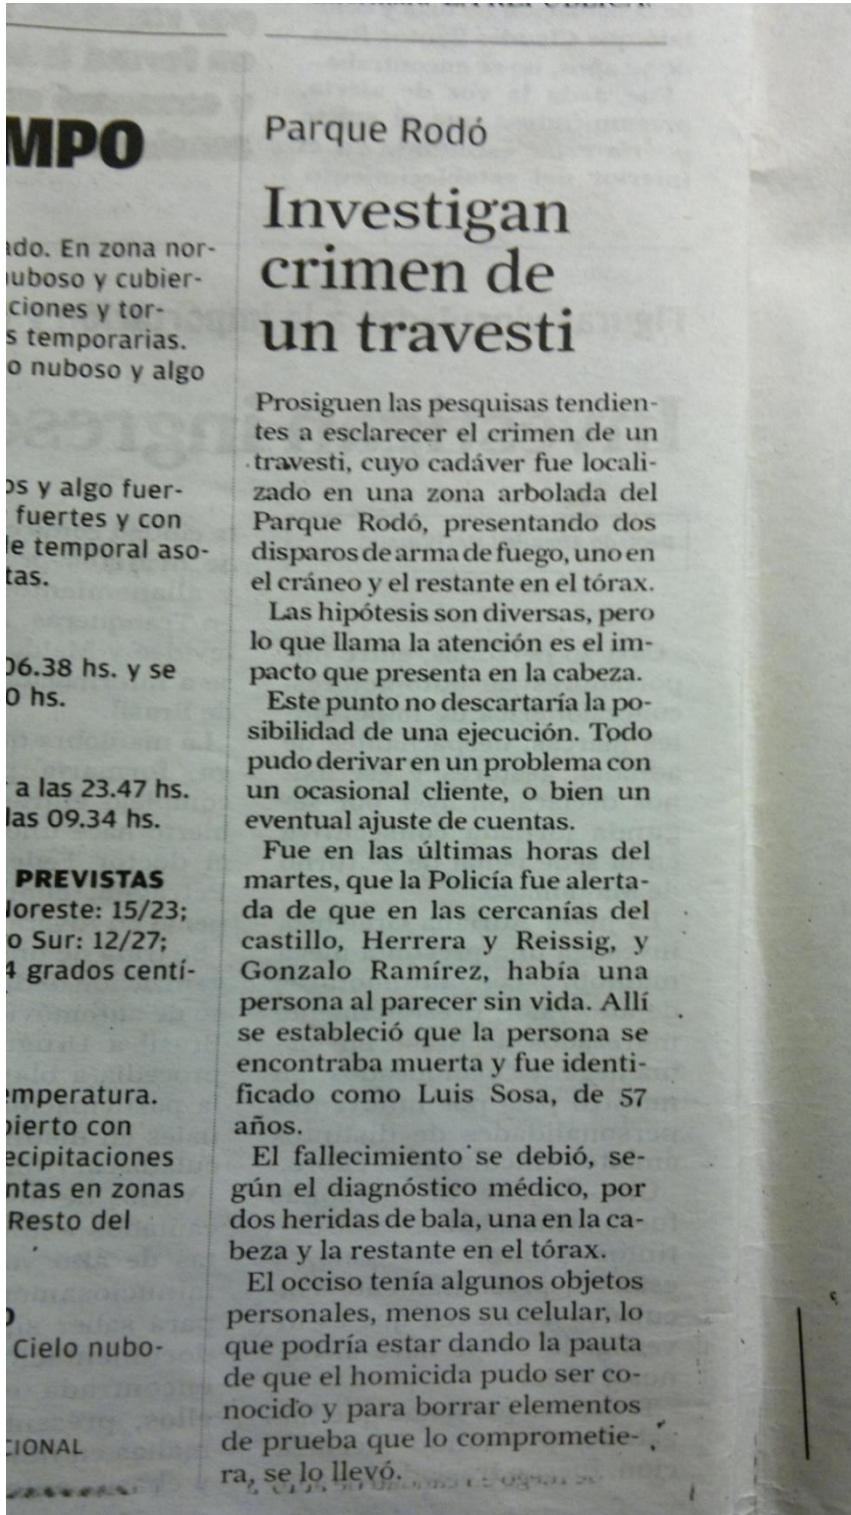 MPO
ado. En zona nor-
nuboso y cubier-
ciones y tor-
s temporarias.
o nuboso y algo
os y algo fuer-
fuertes y con
de temporal aso-
tas.
06.38 hs. y se
0 hs.
a las 23.47 hs.
las 09.34 hs.
PREVISTAS
Noreste: 15/23;
o Sur: 12/27;
4 grados centí-
emperatura.
bierto con
ecipitaciones
ntas en zonas
Resto del
Cielo nubo-
CIONAL
Parque Rodó
Investigan
crimen de
un travesti
Prosiguen las pesquisas tendien-
tes a esclarecer el crimen de un
travesti, cuyo cadáver fue locali-
zado en una zona arbolada del
Parque Rodó, presentando dos
disparos de arma de fuego, uno en
el cráneo y el restante en el tórax.
Las hipótesis son diversas, pero
lo que llama la atención es el im-
pacto que presenta en la cabeza.
Este punto no descartaría la po-
sibilidad de una ejecución. Todo
pudo derivar en un problema con
un ocasional cliente, o bien un
eventual ajuste de cuentas.
Fue en las últimas horas del
martes, que la Policía fue alerta-
da de que en las cercanías del
castillo, Herrera y Reissig, y
Gonzalo Ramírez, había una
persona al parecer sin vida. Allí
se estableció que la persona se
encontraba muerta y fue identi-
ficado como Luis Sosa, de 57
años.
El fallecimiento se debió, se-
gún el diagnóstico médico, por
dos heridas de bala, una en la ca-
beza y la restante en el tórax.
El occiso tenía algunos objetos
personales, menos su celular, lo
que podría estar dando la pauta
de que el homicida pudo ser co-
nocido y para borrar elementos
de prueba que lo comprometie-
ra, se lo llevó.